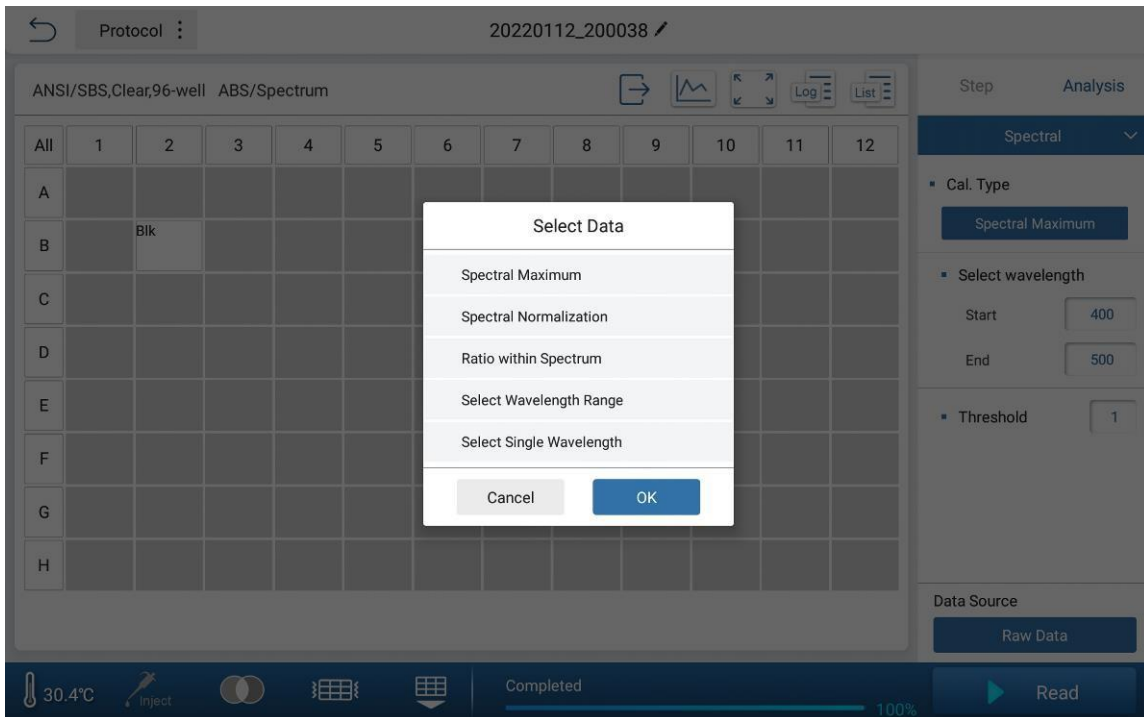 Protocol
20220112_200038
ANSI/SBS,Clear,96-well ABS/Spectrum
Log
List
Step Analysis
All 1 2 3 4 5 6 7 8 9 10 11 12
Spectral
A
Cal. Type
Select Data
Spectral Maximum
B Blk
Spectral Maximum
Select wavelength
C
Spectral Normalization
Start 400
D
Ratio within Spectrum
End 500
E
Select Wavelength Range
Threshold 1
F
Select Single Wavelength
G
Cancel OK
H
Data Source
Raw Data
30.4°C Inject Completed 100% Read